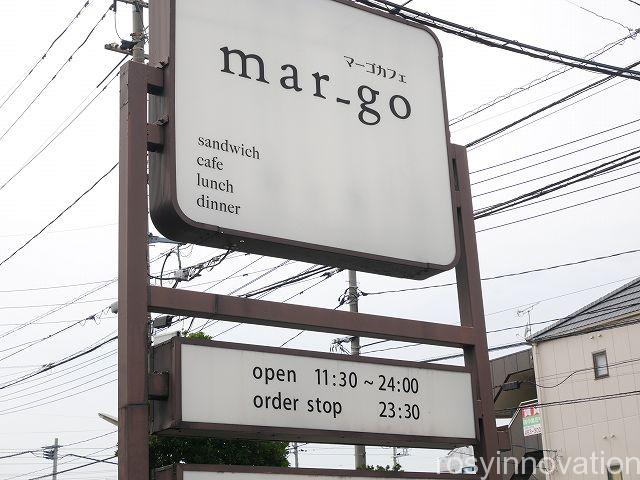 マーゴカフェ
mar_go
sandwich
cafe
lunch
dinner
open 11:30～24:00
order stop 23:30
rosyinnovation